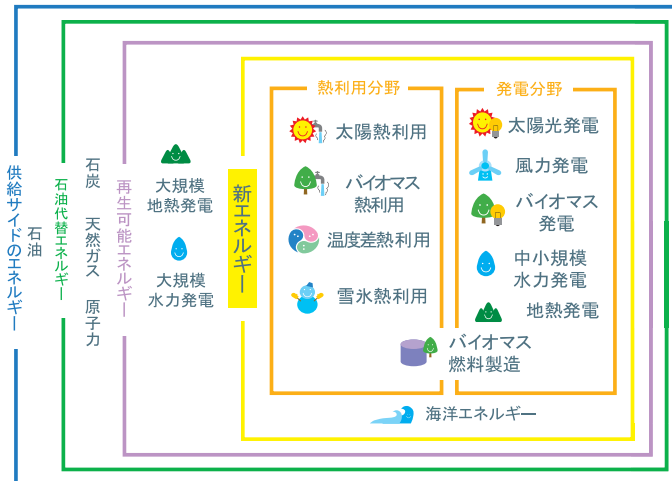 供給サイドのエネルギー
石油
石油代替エネルギー
石炭
天然ガス
原子力
再生可能エネルギー
大規模
地熱発電
大規模
水力発電
新エネルギー
熱利用分野
太陽熱利用
バイオマス
熱利用
温度差熱利用
雪氷熱利用
発電分野
太陽光発電
風力発電
バイオマス
発電
中小規模
水力発電
地熱発電
バイオマス
燃料製造
海洋エネルギー